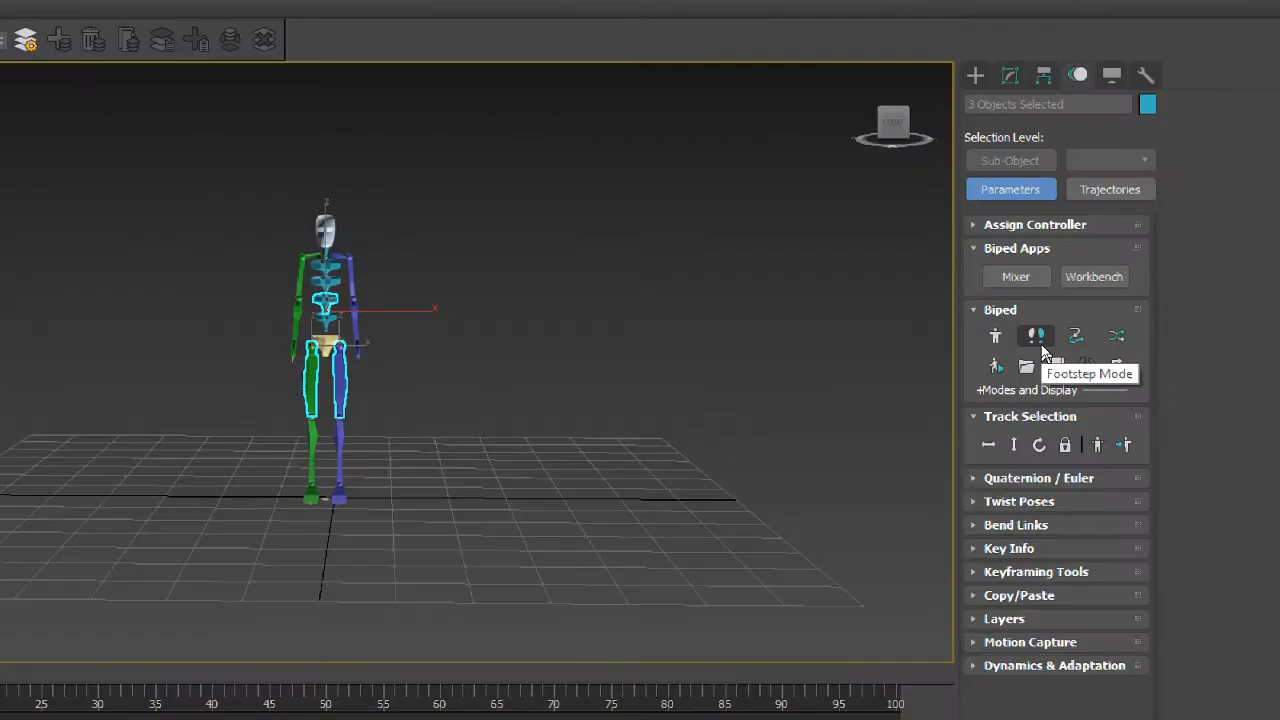 3 Objects Selected
Selection Level:
Sub-Object
Parameters Trajectories
Assign Controller
Biped Apps
Mixer Workbench
Biped
Footstep Mode
+Modes and Display
Track Selection
Quaternion / Euler
Twist Poses
Bend Links
Key Info
Keyframing Tools
Copy/Paste
Layers
Motion Capture
Dynamics & Adaptation
z
x
x
25 30 35 40 45 50 55 60 65 70 75 80 85 90 95 100